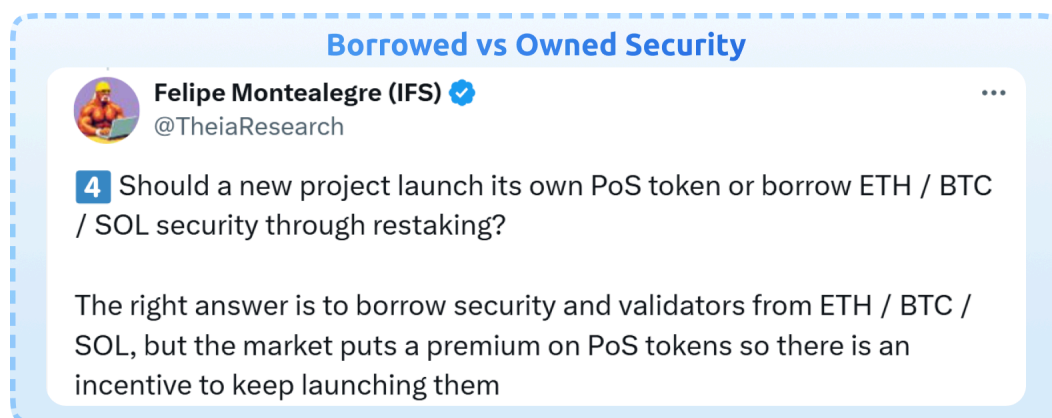 Borrowed vs Owned Security
Felipe Montealegre (IFS)
@TheiaResearch
4 Should a new project launch its own PoS token or borrow ETH / BTC
/ SOL security through restaking?
The right answer is to borrow security and validators from ETH / BTC /
SOL, but the market puts a premium on PoS tokens so there is an
incentive to keep launching them